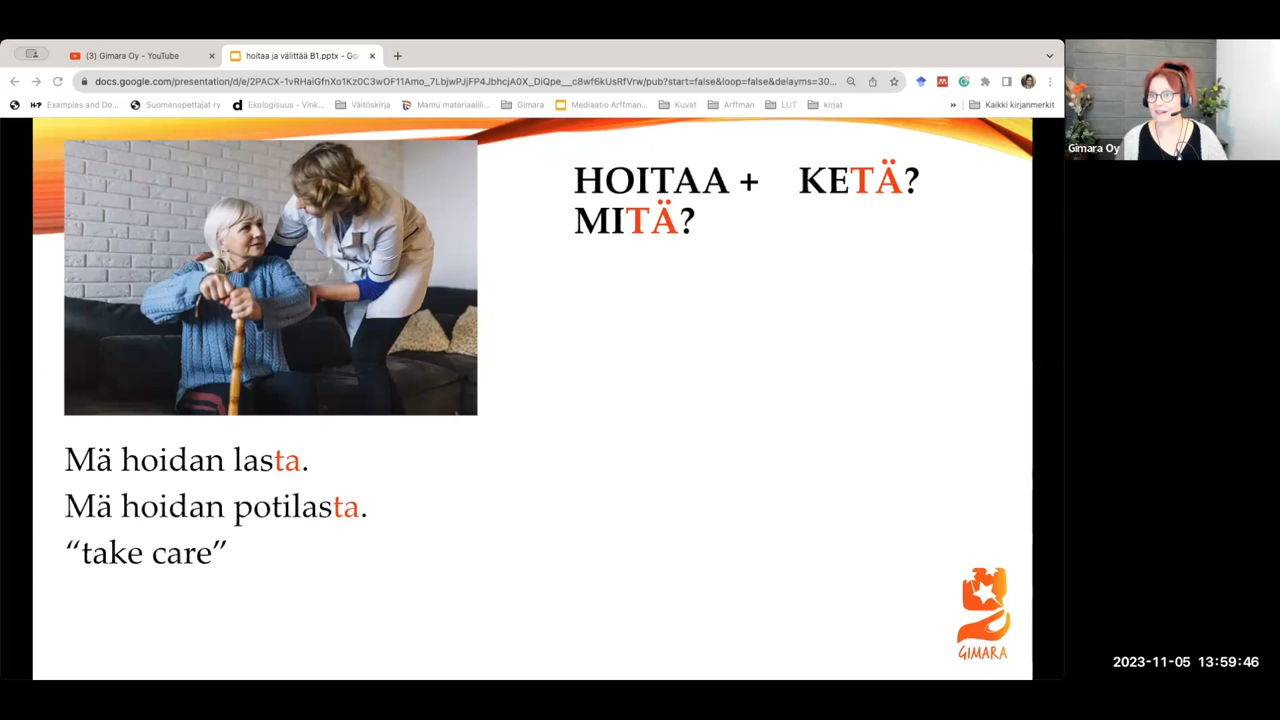 (3) Gimara Oy - YouTube
hoitaa ja välittää B1.pptx - Goo
docs.google.com/presentation/d/e/2PACX-1vRHaiGfnXo1Kz0C3wOF11Amo_7LbjwPJjFP4JbhcjA0X_DiQpe__c8wf6kUsRfVrw/pub?start=false&loop=false&delayms=30...
Examples and Do...
Suomenopettajat ry
Ekologisuus - Vink...
Väitöskirja
Mamu materiaalil...
Gimara
Mediaatio Arffman...
Kuvat
Arffman
LUT
kirjat
»
Kaikki kirjanmerkit
Gimara Oy
HOITAA + KETÄ?
MITÄ?
Mä hoidan lasta.
Mä hoidan potilasta.
“take care”
GIMARA
2023-11-05 13:59:46